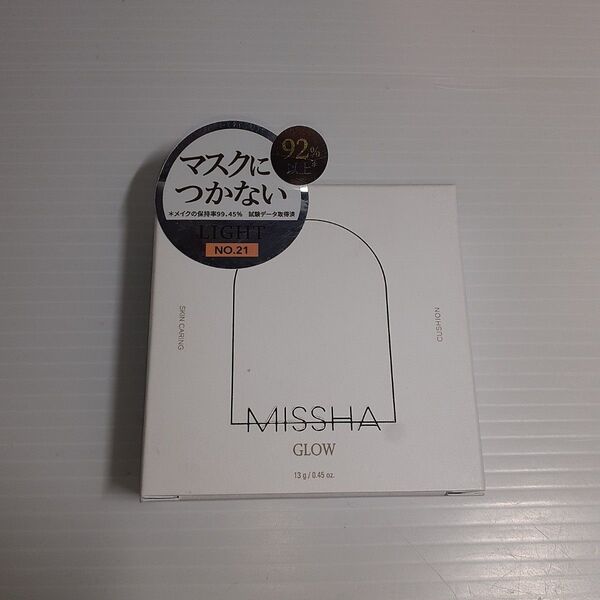 92%
以上*
マスクに
つかない
*メイクの保持率99.45% 試験データ取得済
LIGHT
NO.21
SKIN CARING
CUSHION
MISSHA
GLOW
13 g / 0.45 oz.